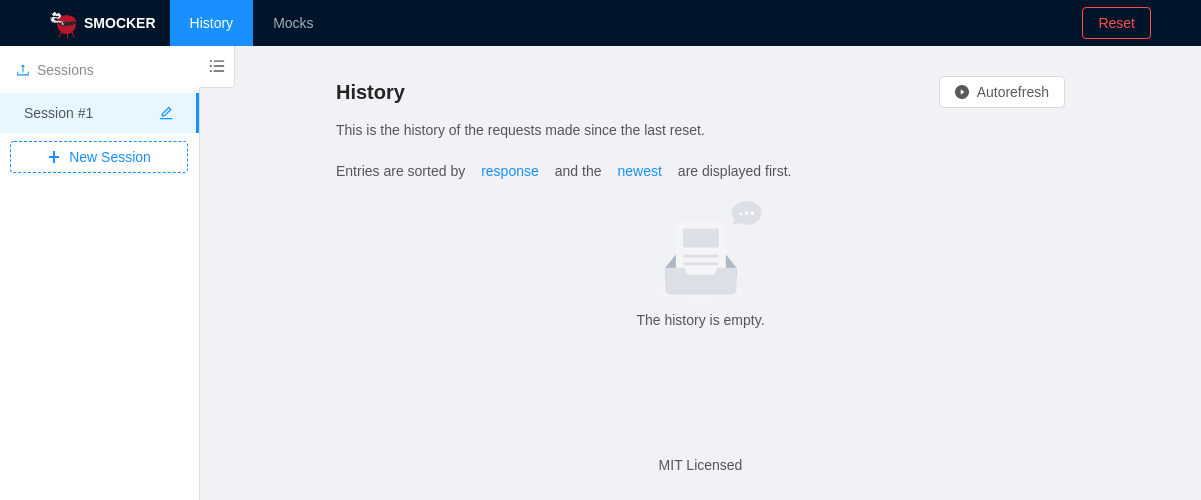 SMOCKER
History
Mocks
Reset
Sessions
Session #1
New Session
History
Autorefresh
This is the history of the requests made since the last reset.
Entries are sorted by response and the newest are displayed first.
The history is empty.
MIT Licensed